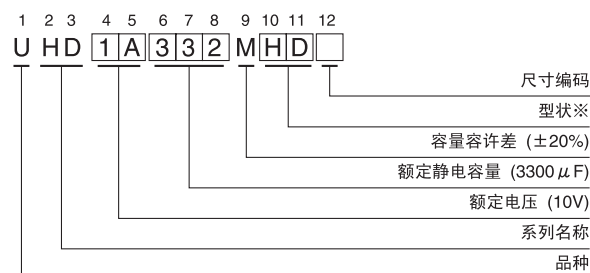 1 2 3 4 5 6 7 8 9 10 11 12
U H D 1 A 3 3 2 M H D
尺寸编码
型状※
容量容许差 (±20%)
额定静电容量 (3300μF)
额定电压 (10V)
系列名称
品种